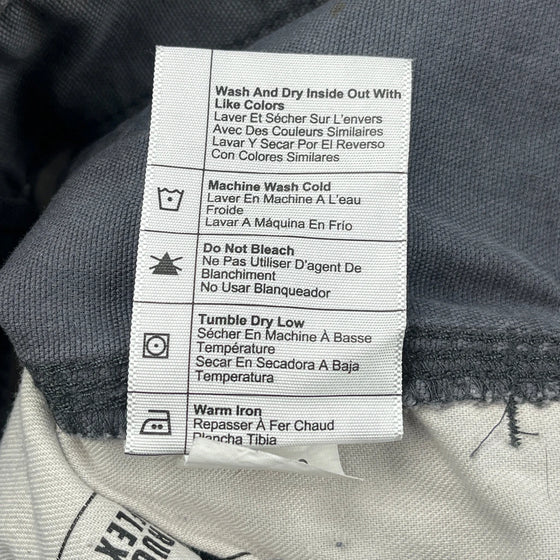 Wash And Dry Inside Out With
Like Colors
Laver Et Sécher Sur L'envers
Avec Des Couleurs Similaires
Lavar Y Secar Por El Reverso
Con Colores Similares
Machine Wash Cold
Laver En Machine A L'eau
Froide
Lavar A Máquina En Frío
Do Not Bleach
Ne Pas Utiliser D'agent De
Blanchiment
No Usar Blanqueador
Tumble Dry Low
Sécher En Machine À Basse
Température
Secar En Secadora A Baja
Temperatura
Warm Iron
Repasser À Fer Chaud
Plancha Tibia